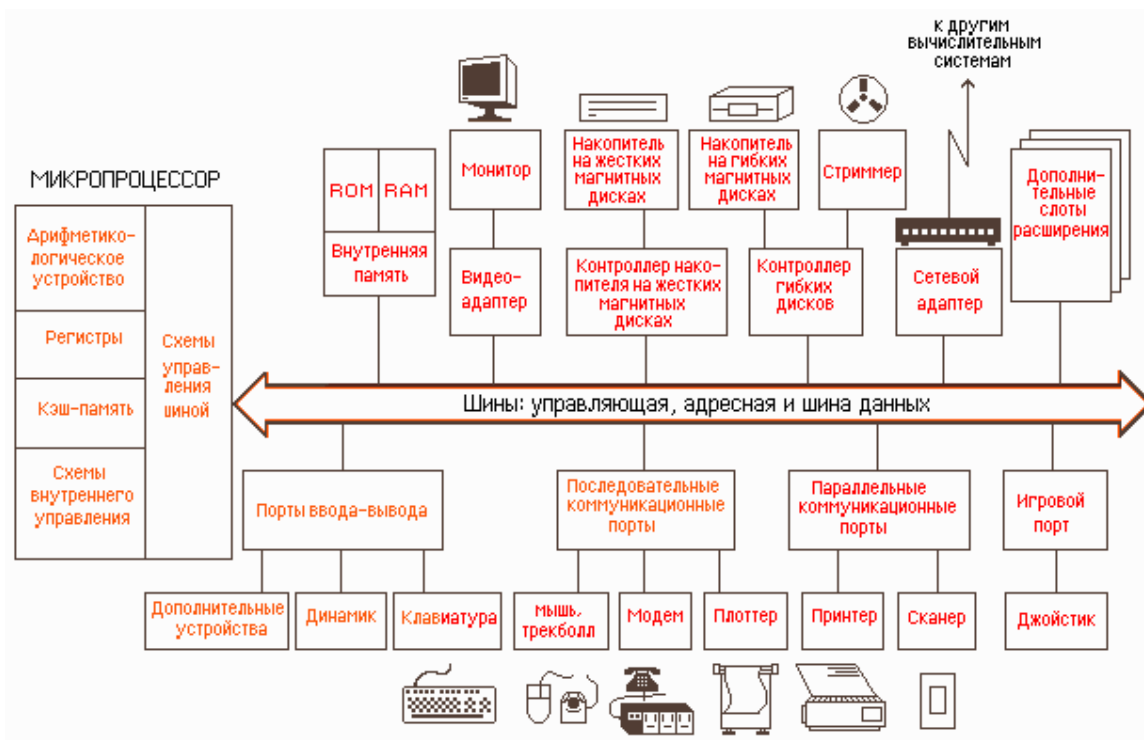 к другим
вычислительным
системам
МИКРОПРОЦЕССОР
Арифметико-
логическое
устройство
Регистры
Кэш-память
Схемы
внутреннего
управления
Схемы
управ-
ления
шиной
ROM
RAM
Внутренняя
память
Монитор
Видео-
адаптер
Накопитель
на жестких
магнитных
дисках
Контроллер нако-
пителя на жестких
магнитных
дисках
Накопитель
на гибких
магнитных
дисках
Стриммер
Контроллер
гибких
дисков
Сетевой
адаптер
Дополни-
тельные
слоты
расширения
Шины: управляющая, адресная и шина данных
Порты ввода-вывода
Последовательные
коммуникационные
порты
Параллельные
коммуникационные
порты
Игровой
порт
Дополнительные
устройства
Динамик
Клавиатура
мышь,
трекболл
Модем
Плоттер
Принтер
Сканер
Джойстик